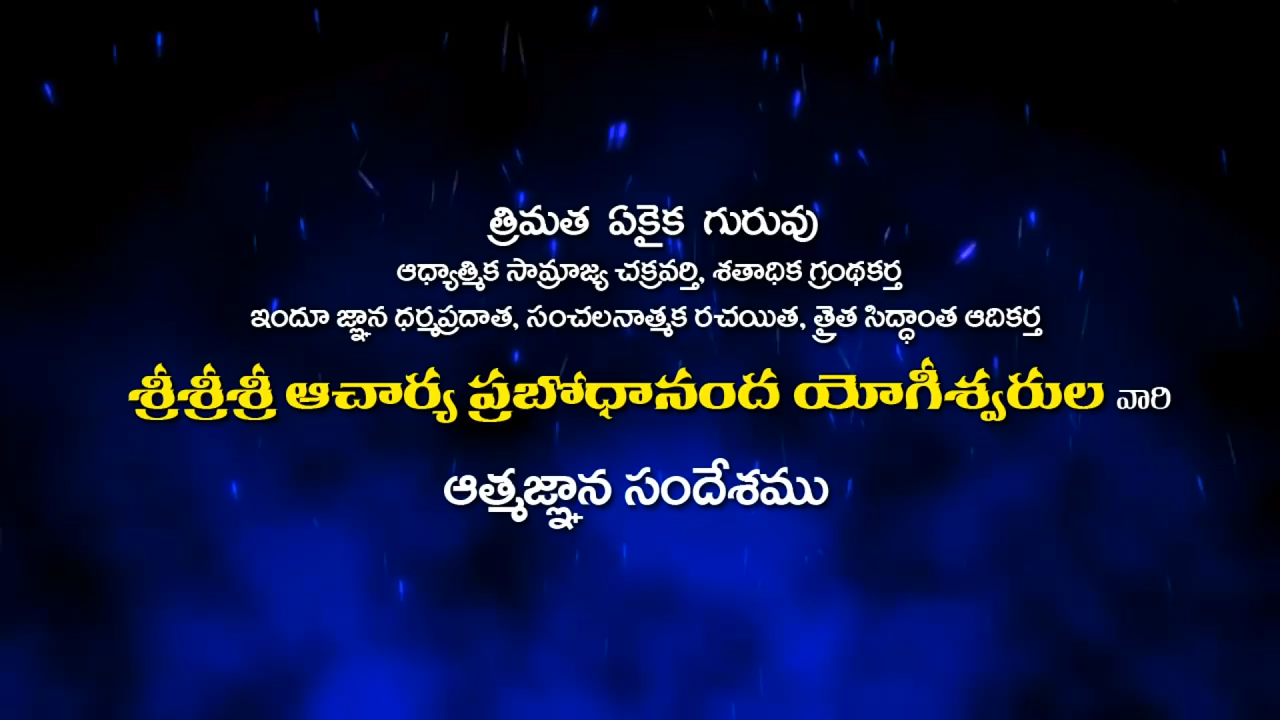 త్రిమత ఏకైక గురువు
ఆధ్యాత్మిక సామ్రాజ్య చక్రవర్తి, శతాధిక గ్రంథకర్త
ఇందూ జ్ఞాన ధర్మప్రదాత, సంచలనాత్మక రచయిత, త్రైత సిద్ధాంత ఆదికర్త
శ్రీశ్రీశ్రీ ఆచార్య ప్రబోధానంద యోగీశ్వరుల వారి
ఆత్మజ్ఞాన సందేశము